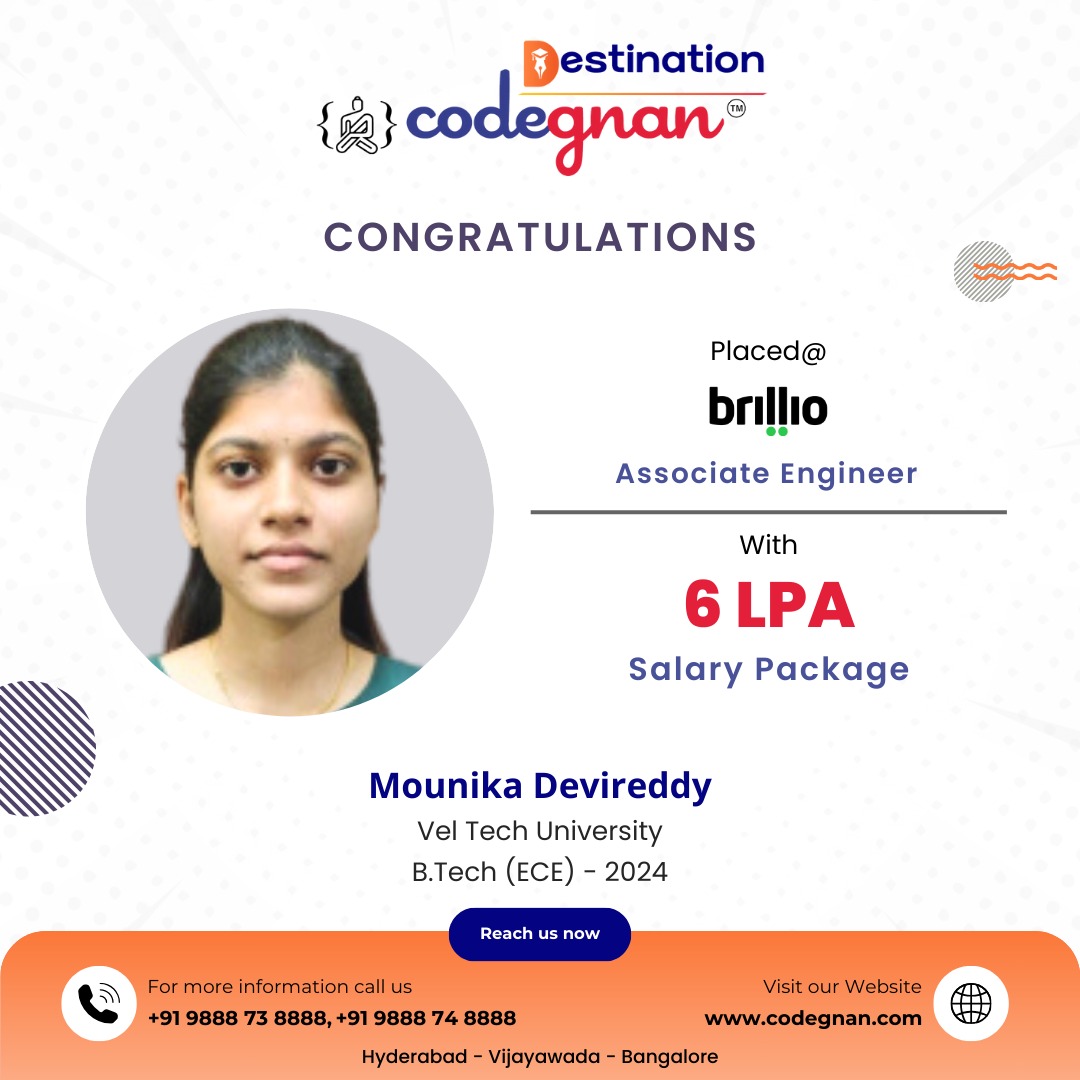 Destination
codegnan TM
CONGRATULATIONS
Placed@
brillio
Associate Engineer
With
6 LPA
Salary Package
Mounika Devireddy
Vel Tech University
B.Tech (ECE) - 2024
Reach us now
For more information call us
+91 9888 73 8888, +91 9888 74 8888
Visit our Website
www.codegnan.com
Hyderabad - Vijayawada - Bangalore